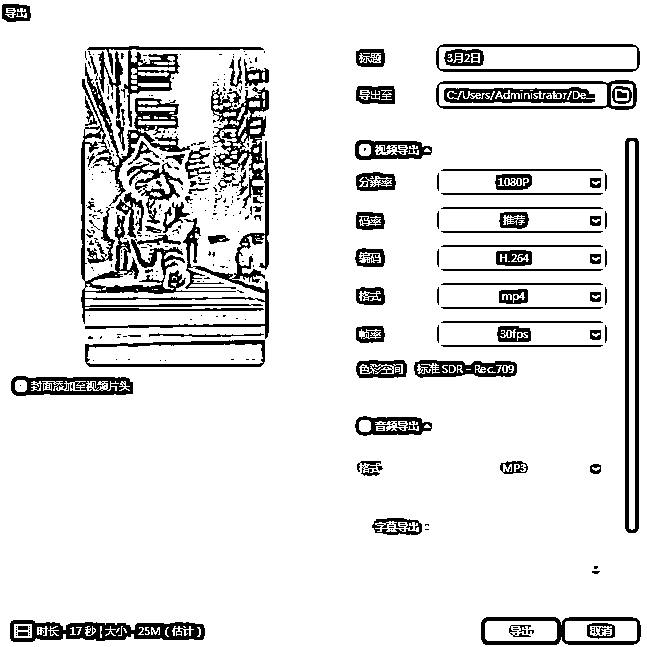 导出
标题 3月2日
导出至 C:/Users/Administrator/De...
视频导出
分辨率 1080P
码率 推荐
编码 H.264
格式 mp4
帧率 30fps
色彩空间 标准 SDR - Rec.709
封面添加至视频片头
音频导出
格式 MP3
字幕导出
时长 - 17 秒 | 大小 - 25M（估计）
导出 取消